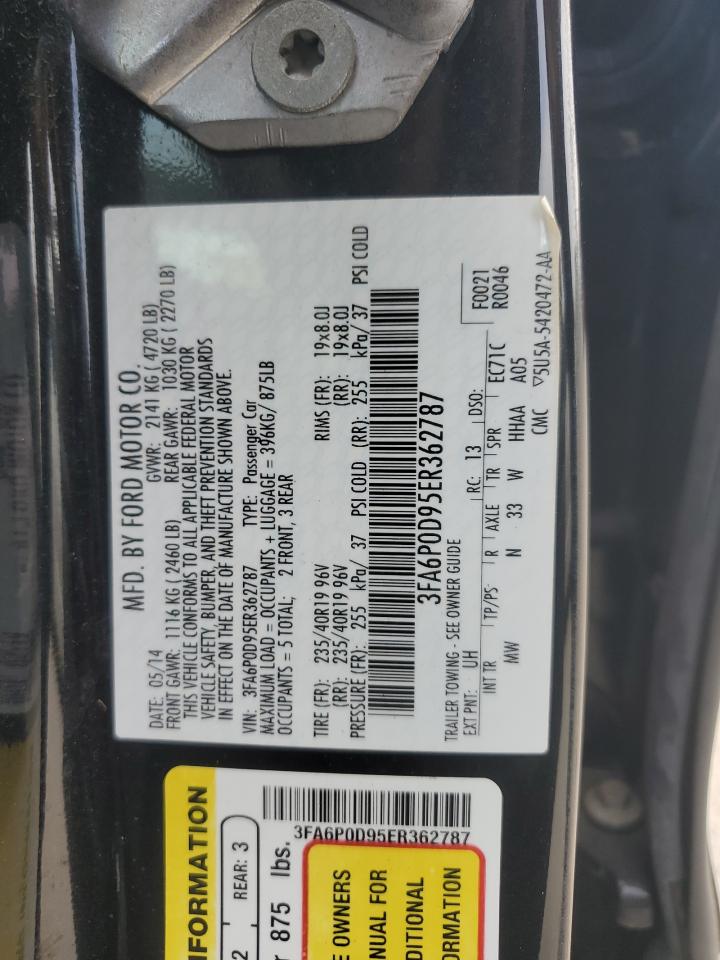 MFD. BY FORD MOTOR CO.
DATE: 05/14 GVWR: 2141 KG ( 4720 LB)
FRONT GAWR: 1116 KG ( 2460 LB) REAR GAWR: 1030 KG ( 2270 LB)
THIS VEHICLE CONFORMS TO ALL APPLICABLE FEDERAL MOTOR
VEHICLE SAFETY, BUMPER, AND THEFT PREVENTION STANDARDS
IN EFFECT ON THE DATE OF MANUFACTURE SHOWN ABOVE.
VIN: 3FA6P0D95ER362787 TYPE: Passenger Car
MAXIMUM LOAD = OCCUPANTS + LUGGAGE = 396KG/ 875LB
OCCUPANTS = 5 TOTAL; 2 FRONT, 3 REAR
TIRE (FR): 235/40R19 96V RIMS (FR): 19x8.0J
(RR): 235/40R19 96V (RR): 19x8.0J
PRESSURE (FR): 255 kPa/ 37 PSI COLD (RR): 255 kPa/ 37 PSI COLD
3FA6P0D95ER362787
TRAILER TOWING - SEE OWNER GUIDE
EXT PNT: UH RC: 13 DSO: F0021
R0046
INT TR TP/PS R AXLE TR SPR EC71C
MW N 33 W HHAA A05
CMC ▽5U5A-5420472-AA
INFORMATION
2 REAR: 3
r 875 lbs.
3FA6P0D95ER362787
E OWNERS
ANUAL FOR
DITIONAL
ORMATION